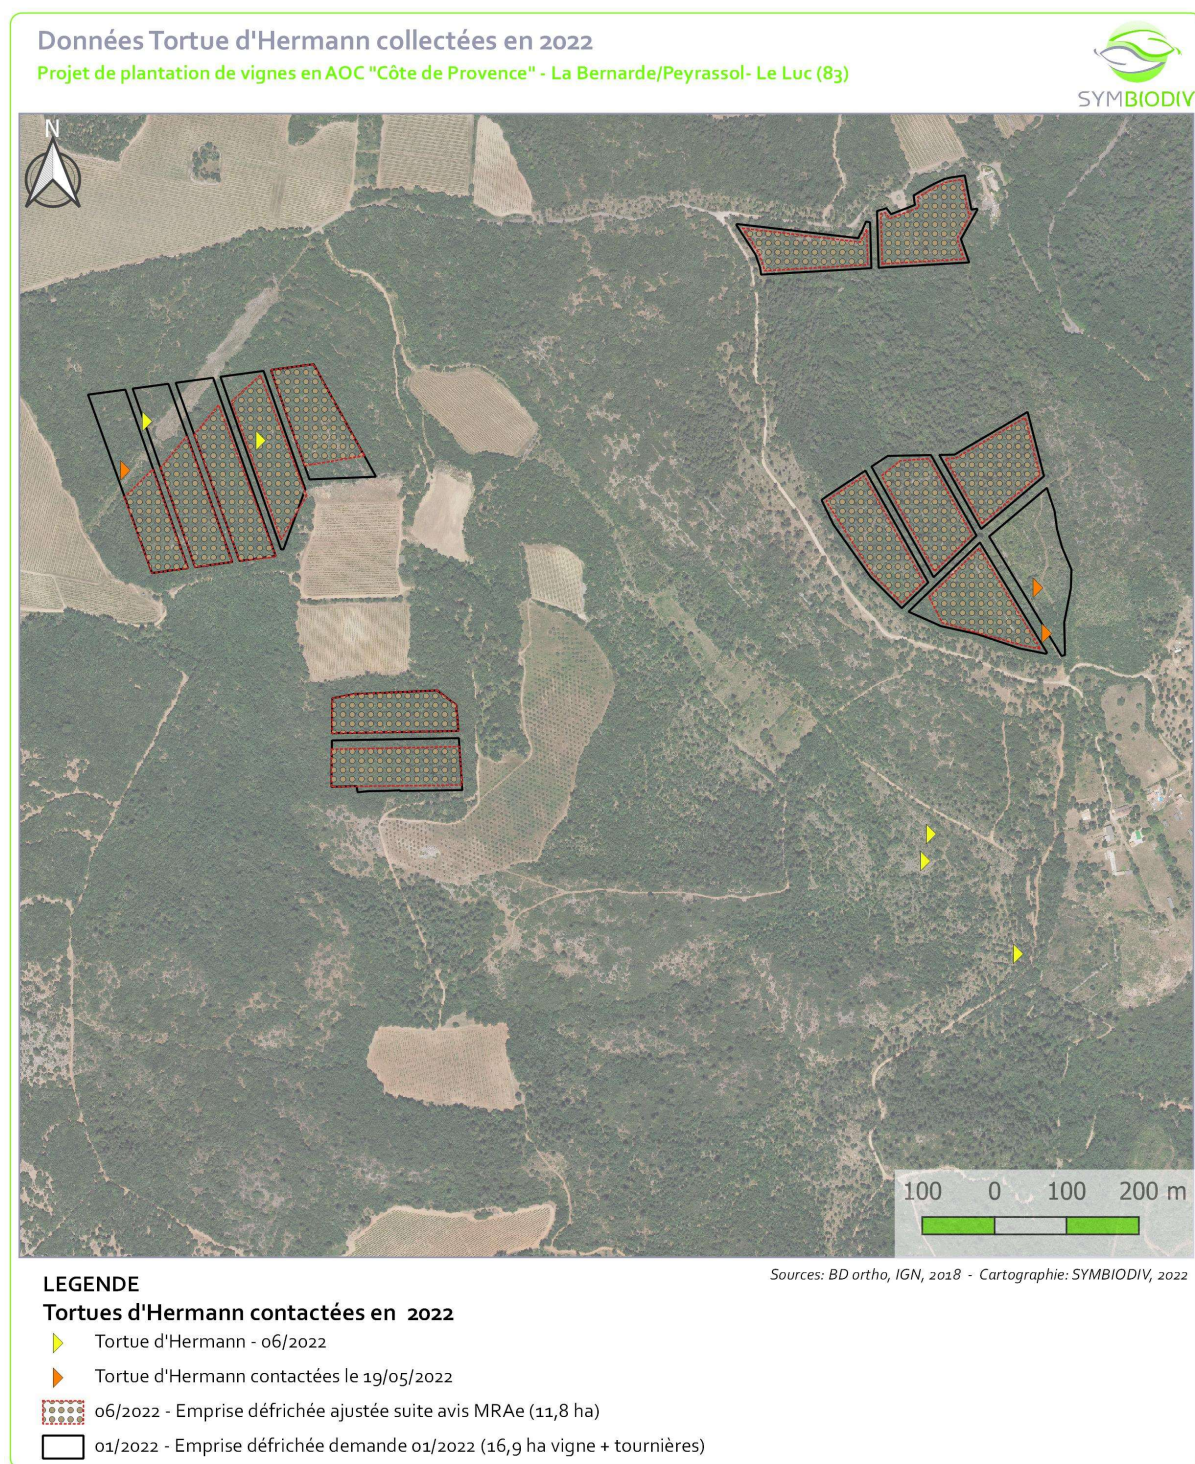 Données Tortue d'Hermann collectées en 2022
Projet de plantation de vignes en AOC "Côte de Provence" - La Bernarde/Peyrassol- Le Luc (83)
SYMBIODIV
N
100 0 100 200 m
Sources: BD ortho, IGN, 2018 - Cartographie: SYMBIODIV, 2022
LEGENDE
Tortues d'Hermann contactées en 2022
Tortue d'Hermann - 06/2022
Tortue d'Hermann contactées le 19/05/2022
06/2022 - Emprise défrichée ajustée suite avis MRAe (11,8 ha)
01/2022 - Emprise défrichée demande 01/2022 (16,9 ha vigne + tournières)